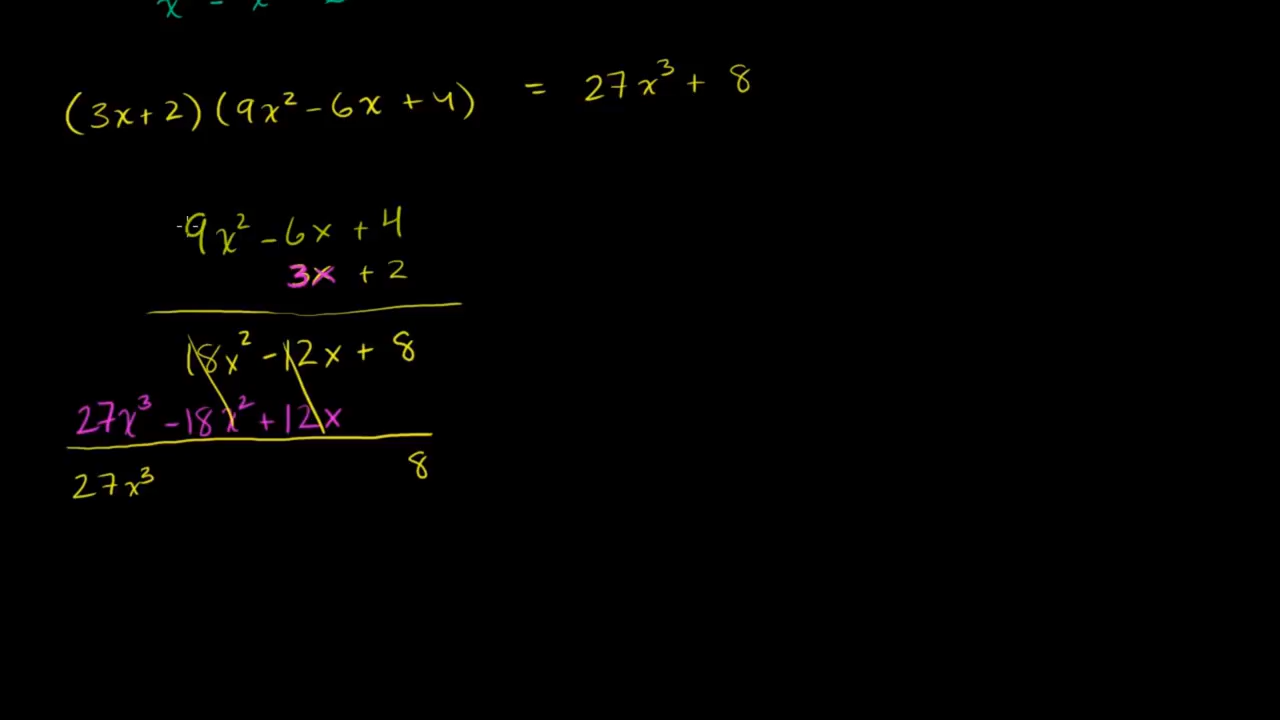 (3x+2)(9x² - 6x + 4) = 27x³ + 8
9x² - 6x + 4
3x + 2
18x² - 12x + 8
27x³ - 18x² + 12x
27x³ 8